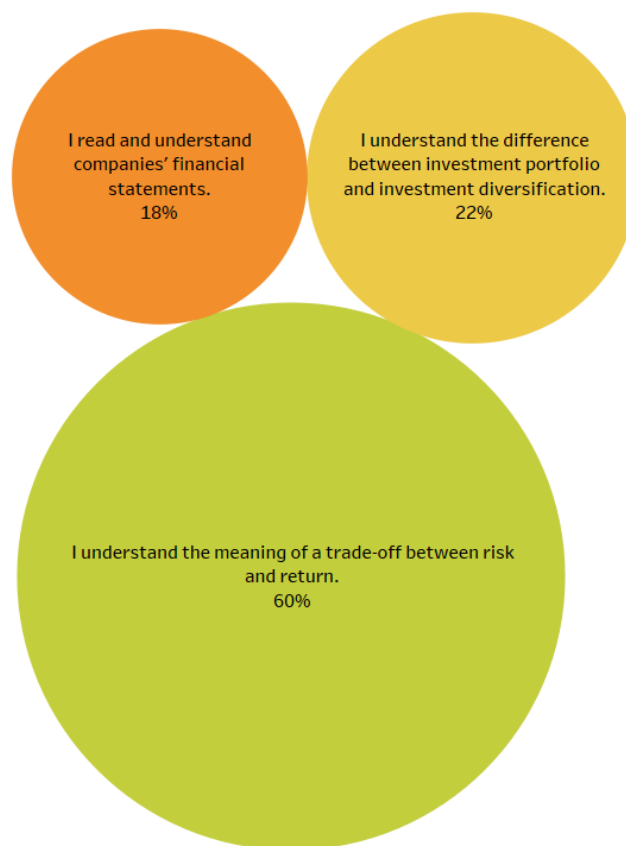 I read and understand
companies’ financial
statements.
18%
I understand the difference
between investment portfolio
and investment diversification.
22%
I understand the meaning of a trade-off between risk
and return.
60%